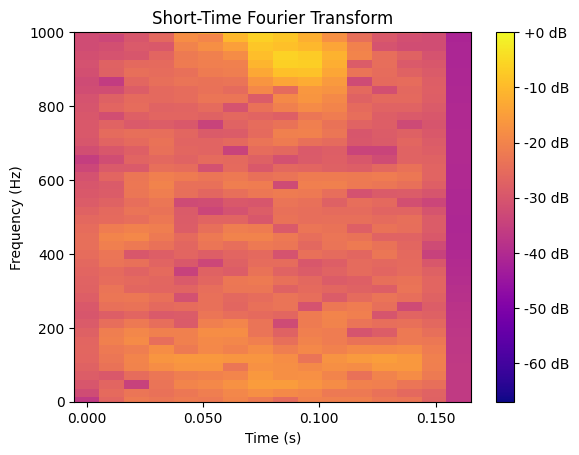 Short-Time Fourier Transform
Frequency (Hz)
1000
800
600
400
200
0
0.000
0.050
0.100
0.150
Time (s)
+0 dB
-10 dB
-20 dB
-30 dB
-40 dB
-50 dB
-60 dB